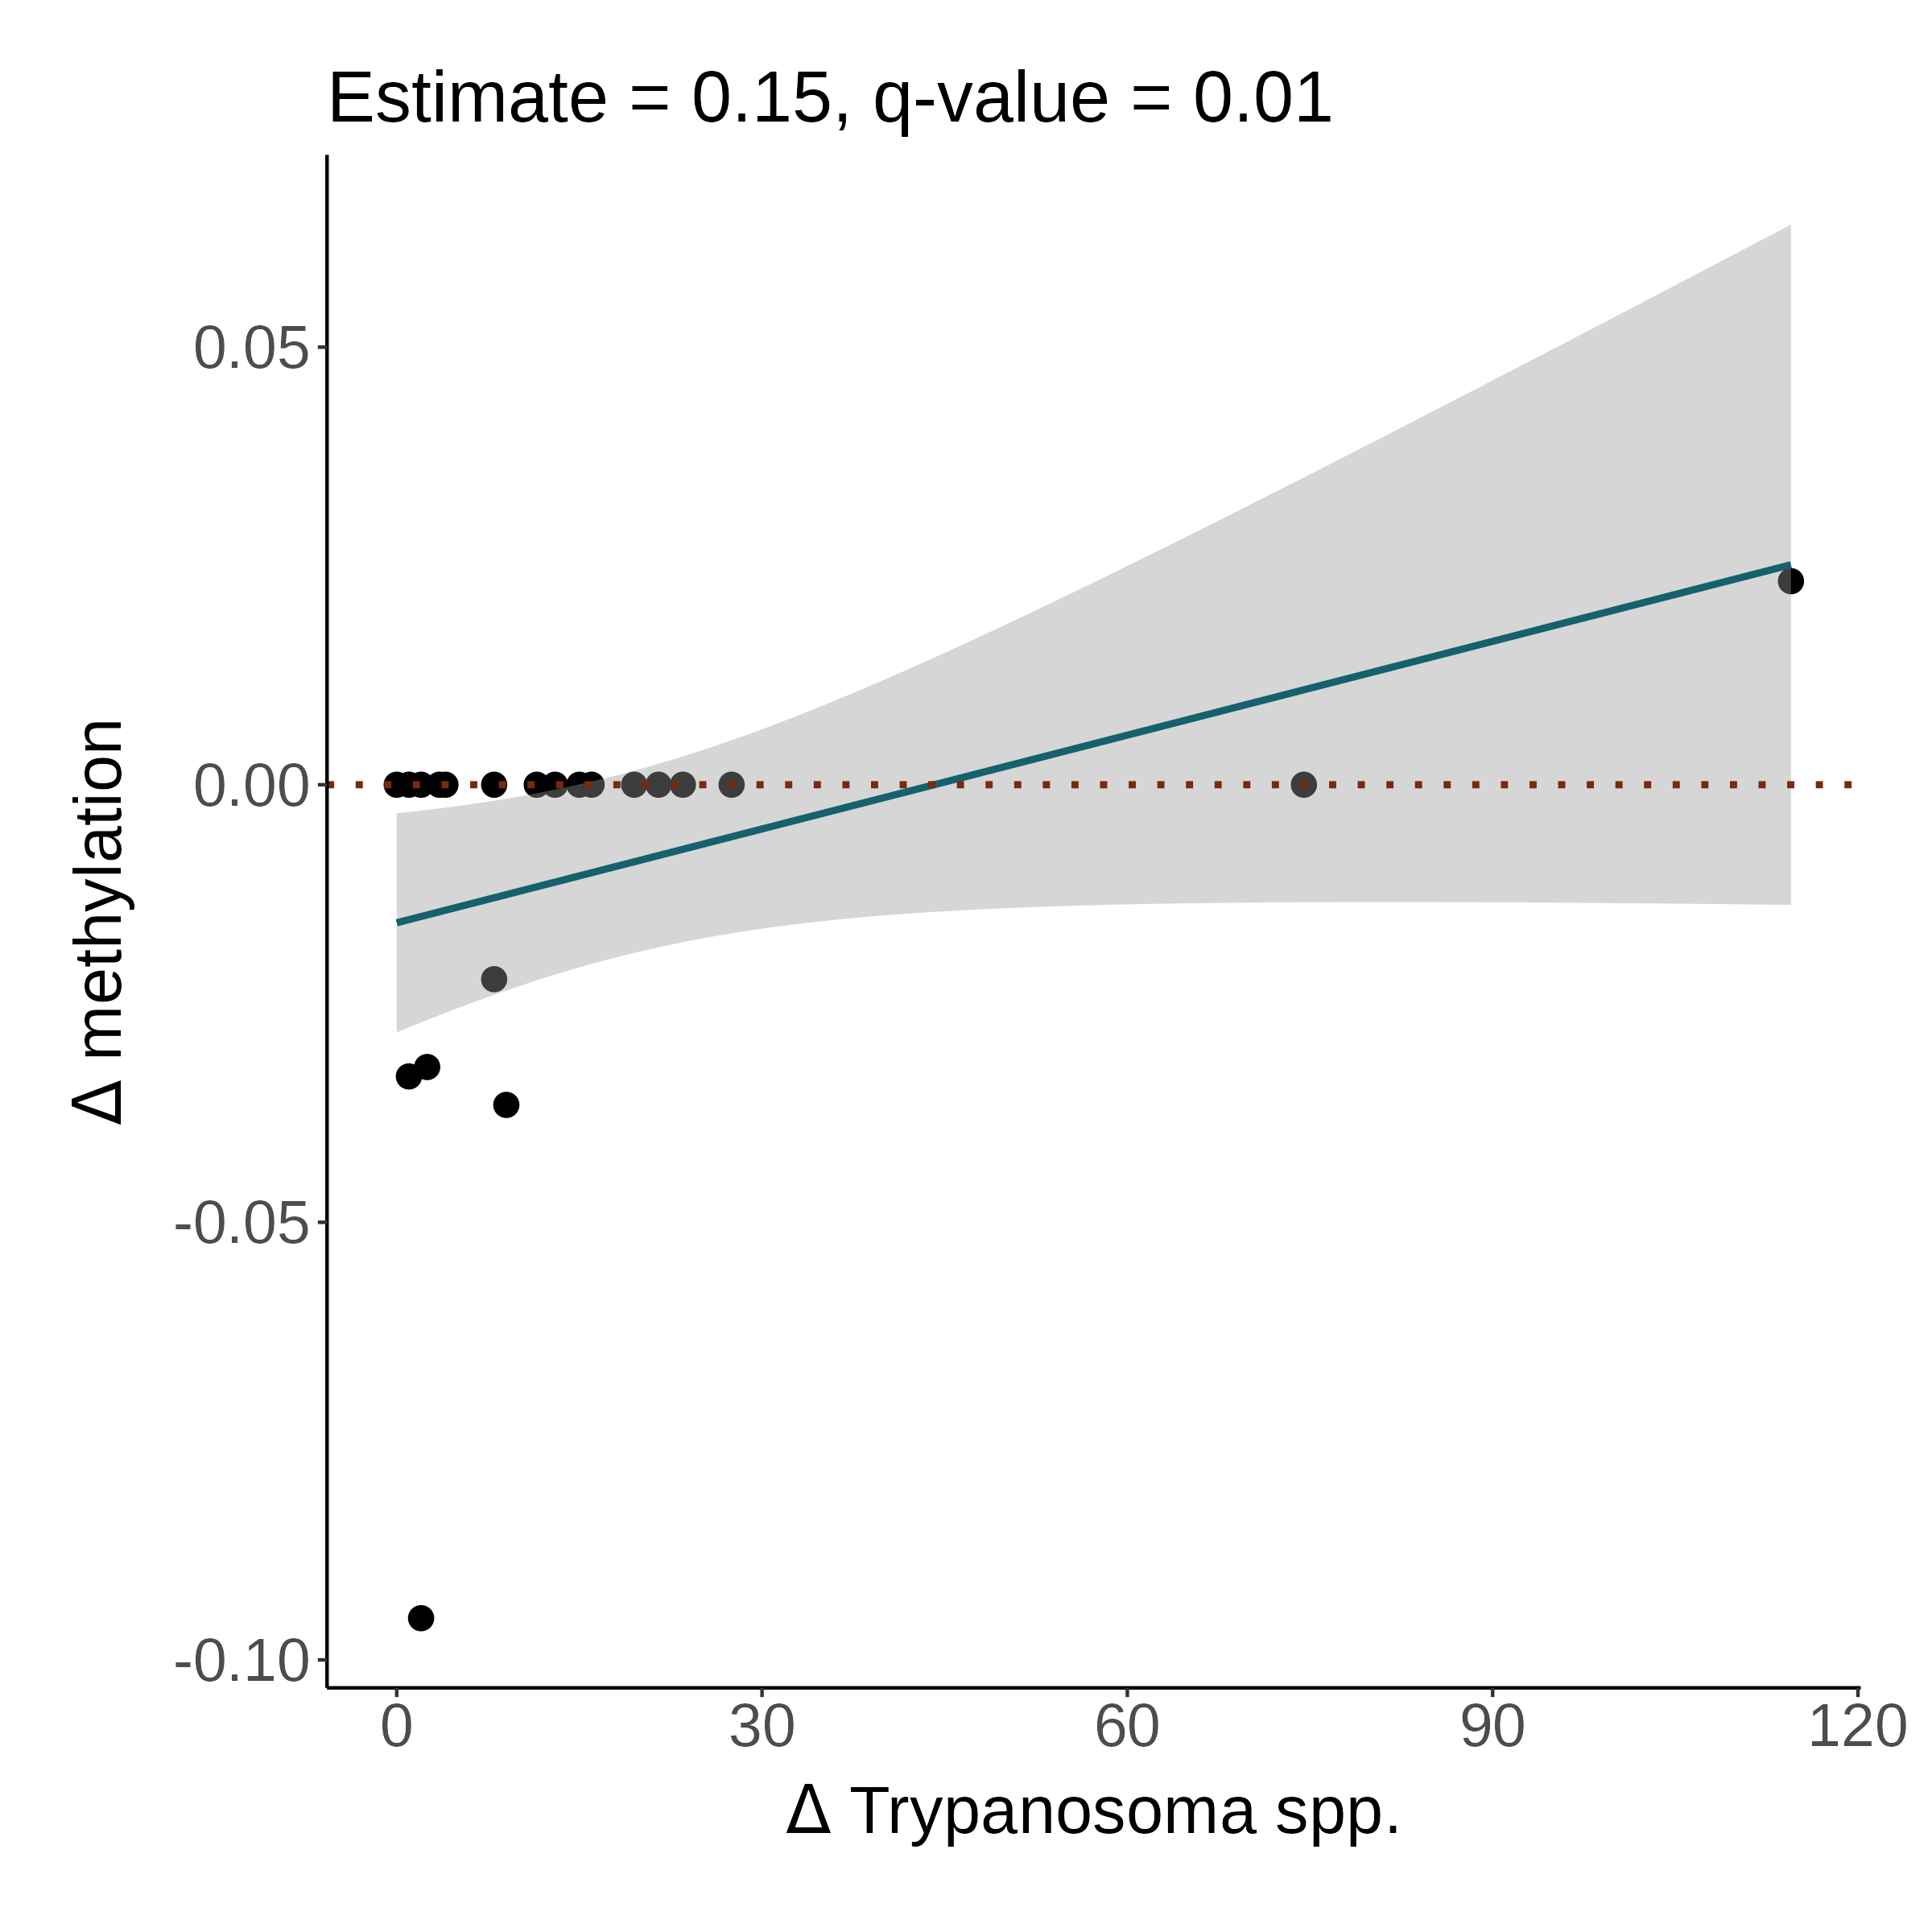 Estimate = 0.15, q-value = 0.01
Δ methylation
0.05
0.00
-0.05
-0.10
0 30 60 90 120
Δ Trypanosoma spp.